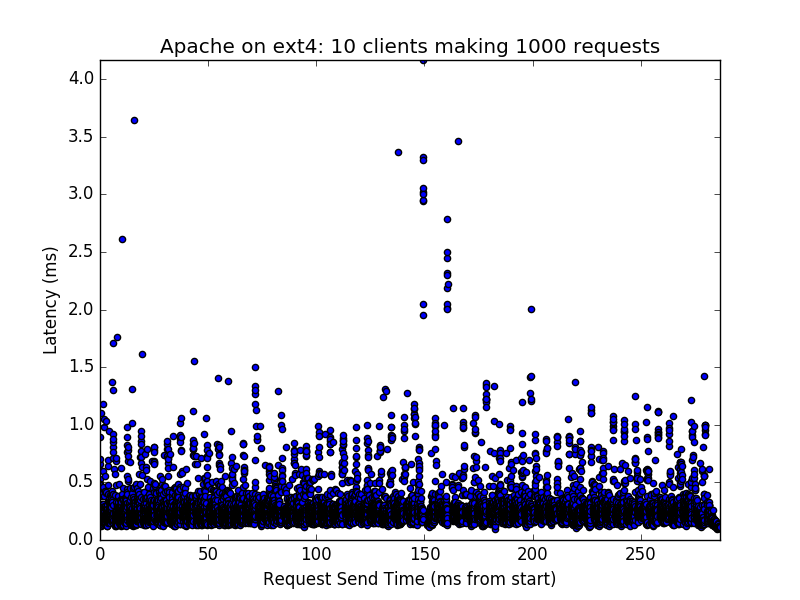 Apache on ext4: 10 clients making 1000 requests
4.0
3.5
3.0
2.5
2.0
1.5
1.0
0.5
0.0
Latency (ms)
0 50 100 150 200 250
Request Send Time (ms from start)